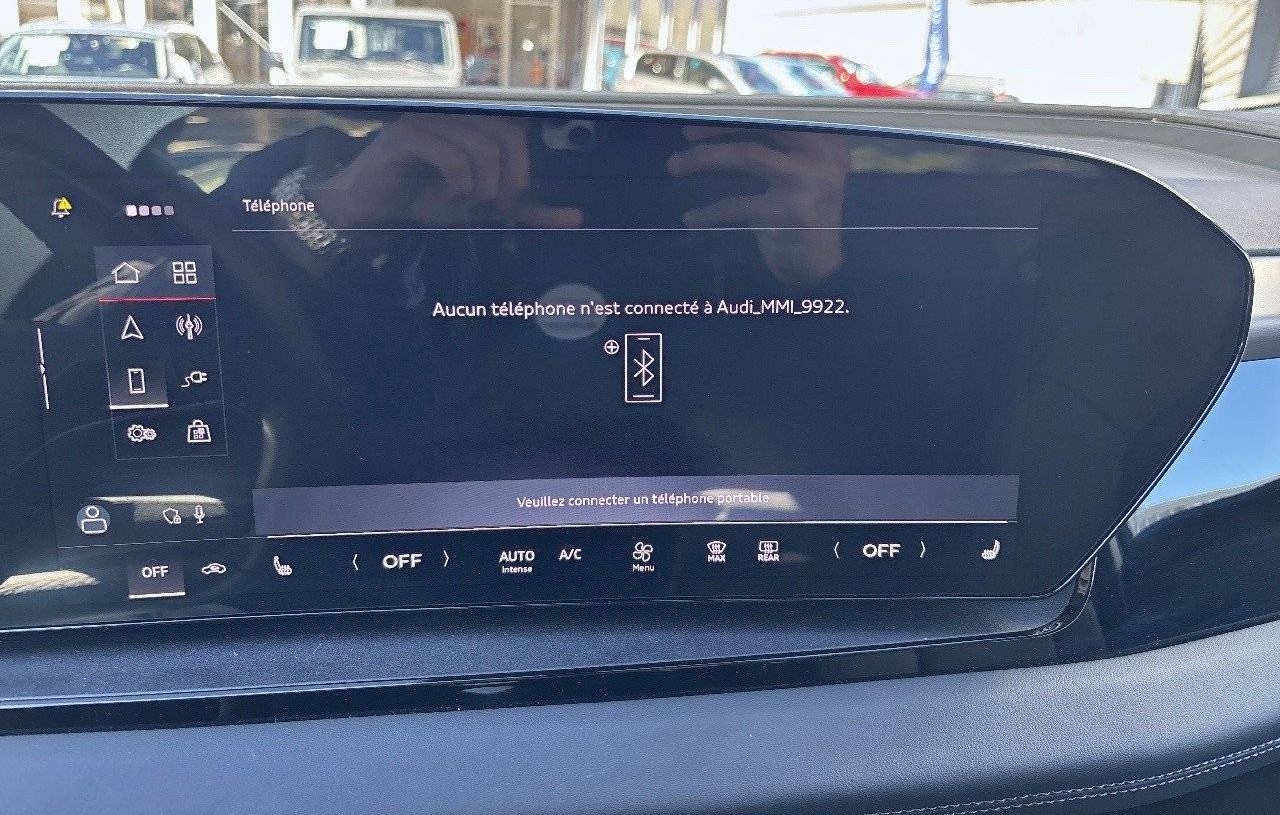 Téléphone
Aucun téléphone n'est connecté à Audi_MMI_9922.
Veuillez connecter un téléphone portable
OFF
OFF
AUTO
Intense
A/C
Menu
MAX
REAR
OFF